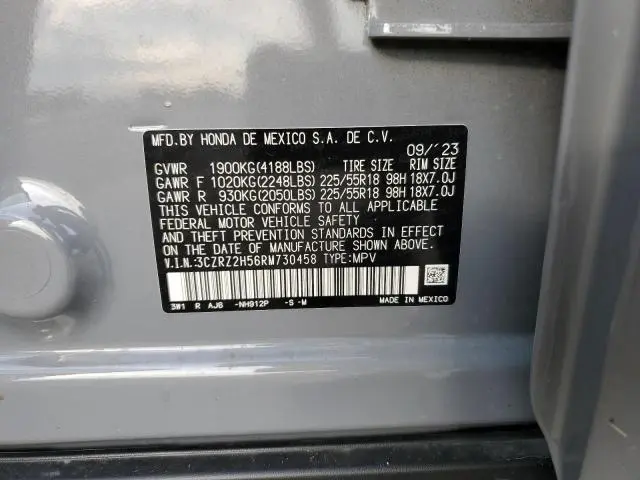 MFD.BY HONDA DE MEXICO S.A. DE C.V.
09/'23
GVWR 1900KG(4188LBS) TIRE SIZE RIM SIZE
GAWR F 1020KG(2248LBS) 225/55R18 98H 18X7.0J
GAWR R 930KG(2050LBS) 225/55R18 98H 18X7.0J
THIS VEHICLE CONFORMS TO ALL APPLICABLE
FEDERAL MOTOR VEHICLE SAFETY
AND THEFT PREVENTION STANDARDS IN EFFECT
ON THE DATE OF MANUFACTURE SHOWN ABOVE.
V.I.N.:3CZRZ2H56RM730458 TYPE:MPV
3W1 R AJ6 -NH912P -S -M
MADE IN MEXICO